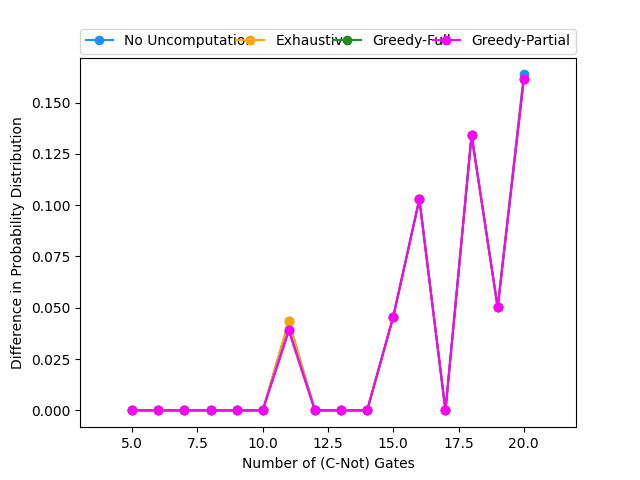 No Uncomputation Exhaustive Greedy-Full Greedy-Partial
0.150
0.125
0.100
0.075
0.050
0.025
0.000
Difference in Probability Distribution
5.0 7.5 10.0 12.5 15.0 17.5 20.0
Number of (C-Not) Gates